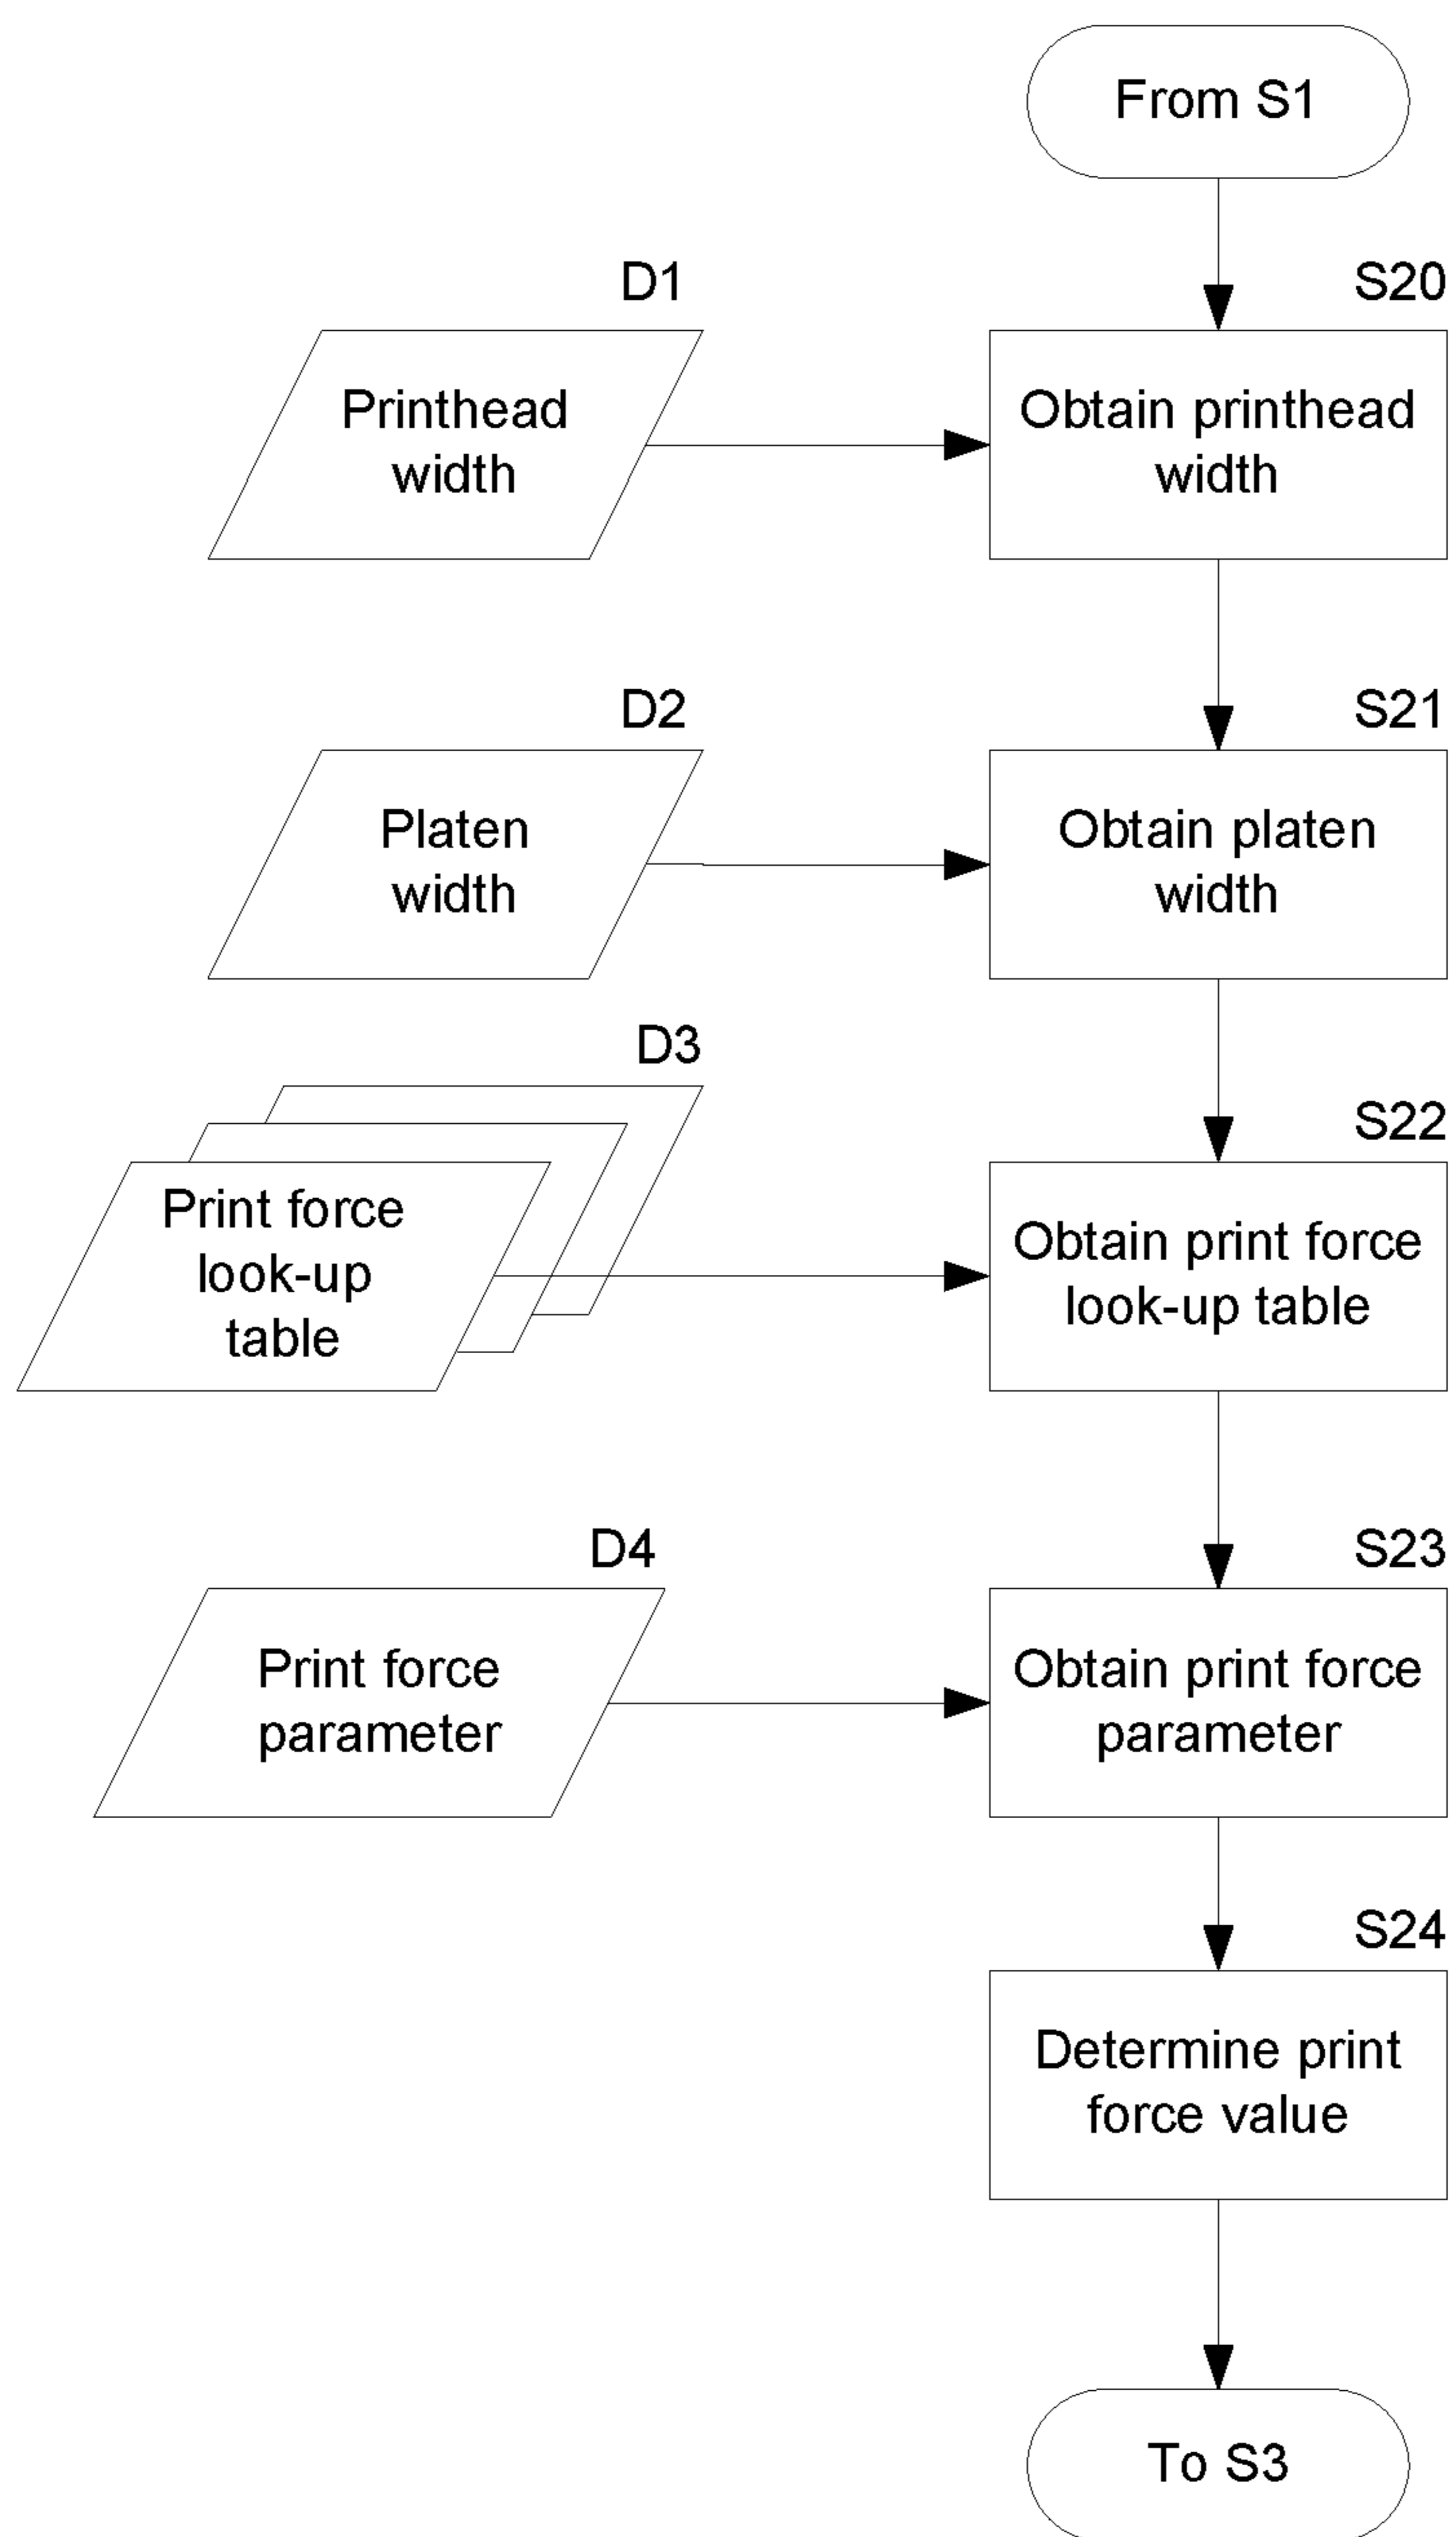 From S1
D1
S20
Printhead
width
Obtain printhead
width
D2
S21
Platen
width
Obtain platen
width
D3
S22
Print force
look-up
table
Obtain print force
look-up table
D4
S23
Print force
parameter
Obtain print force
parameter
S24
Determine print
force value
To S3